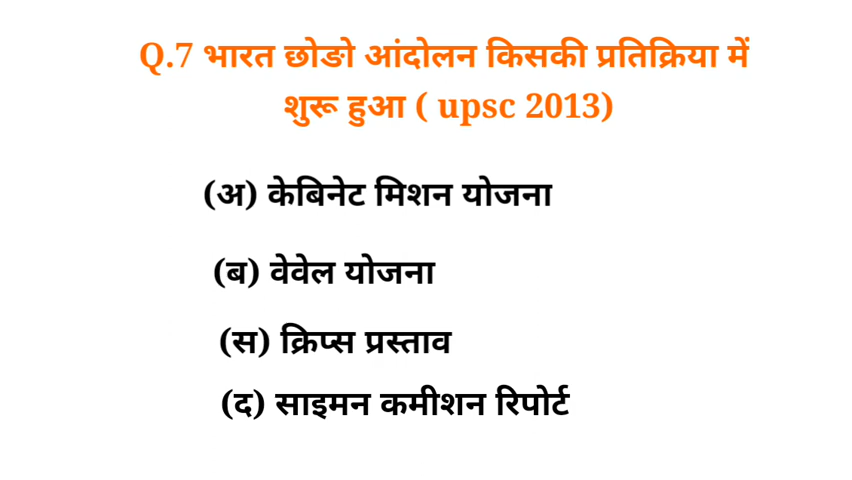 Q.7 भारत छोङो आंदोलन किसकी प्रतिक्रिया में
शुरू हुआ ( upsc 2013)
(अ) केबिनेट मिशन योजना
(ब) वेवेल योजना
(स) क्रिप्स प्रस्ताव
(द) साइमन कमीशन रिपोर्ट